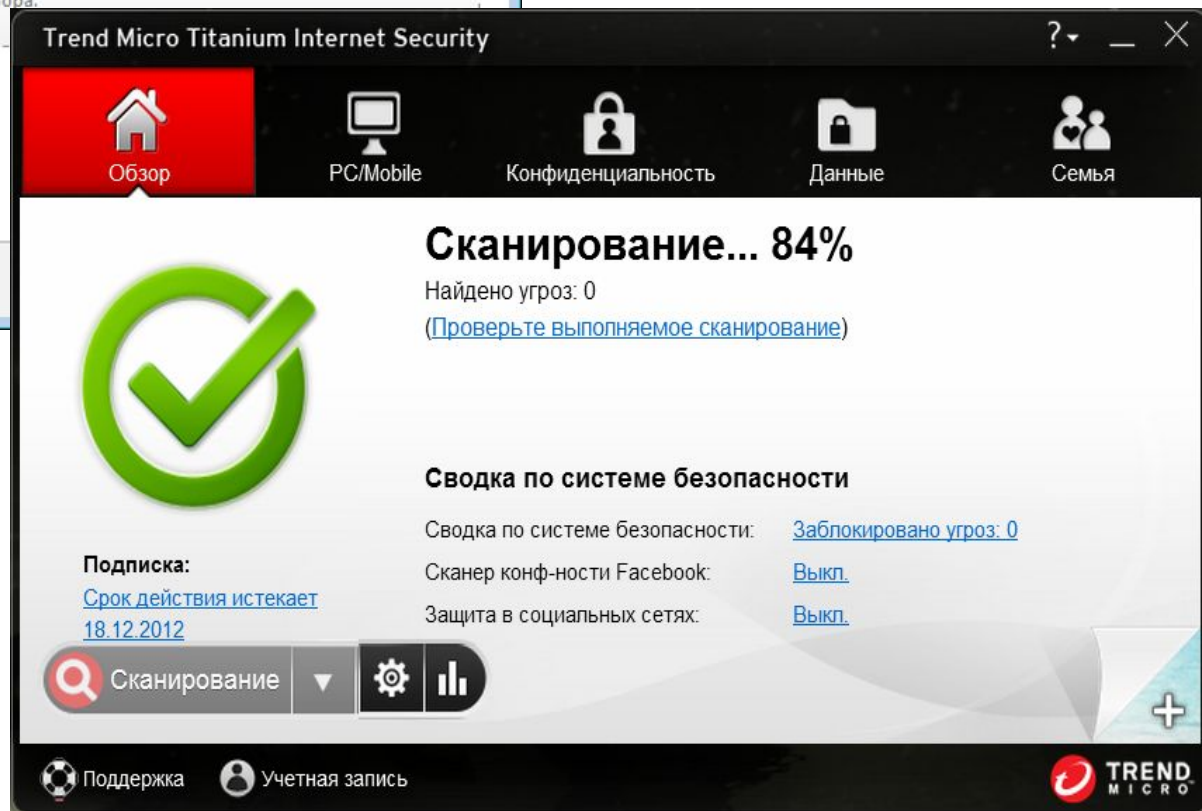 ора.
Trend Micro Titanium Internet Security
?
Обзор
PC/Mobile
Конфиденциальность
Данные
Семья
Сканирование... 84%
Найдено угроз: 0
(Проверьте выполняемое сканирование)
Сводка по системе безопасности
Сводка по системе безопасности: Заблокировано угроз: 0
Сканер конф-ности Facebook: Выкл.
Защита в социальных сетях: Выкл.
Подписка:
Срок действия истекает
18.12.2012
Сканирование
Поддержка
Учетная запись
TREND
MICRO